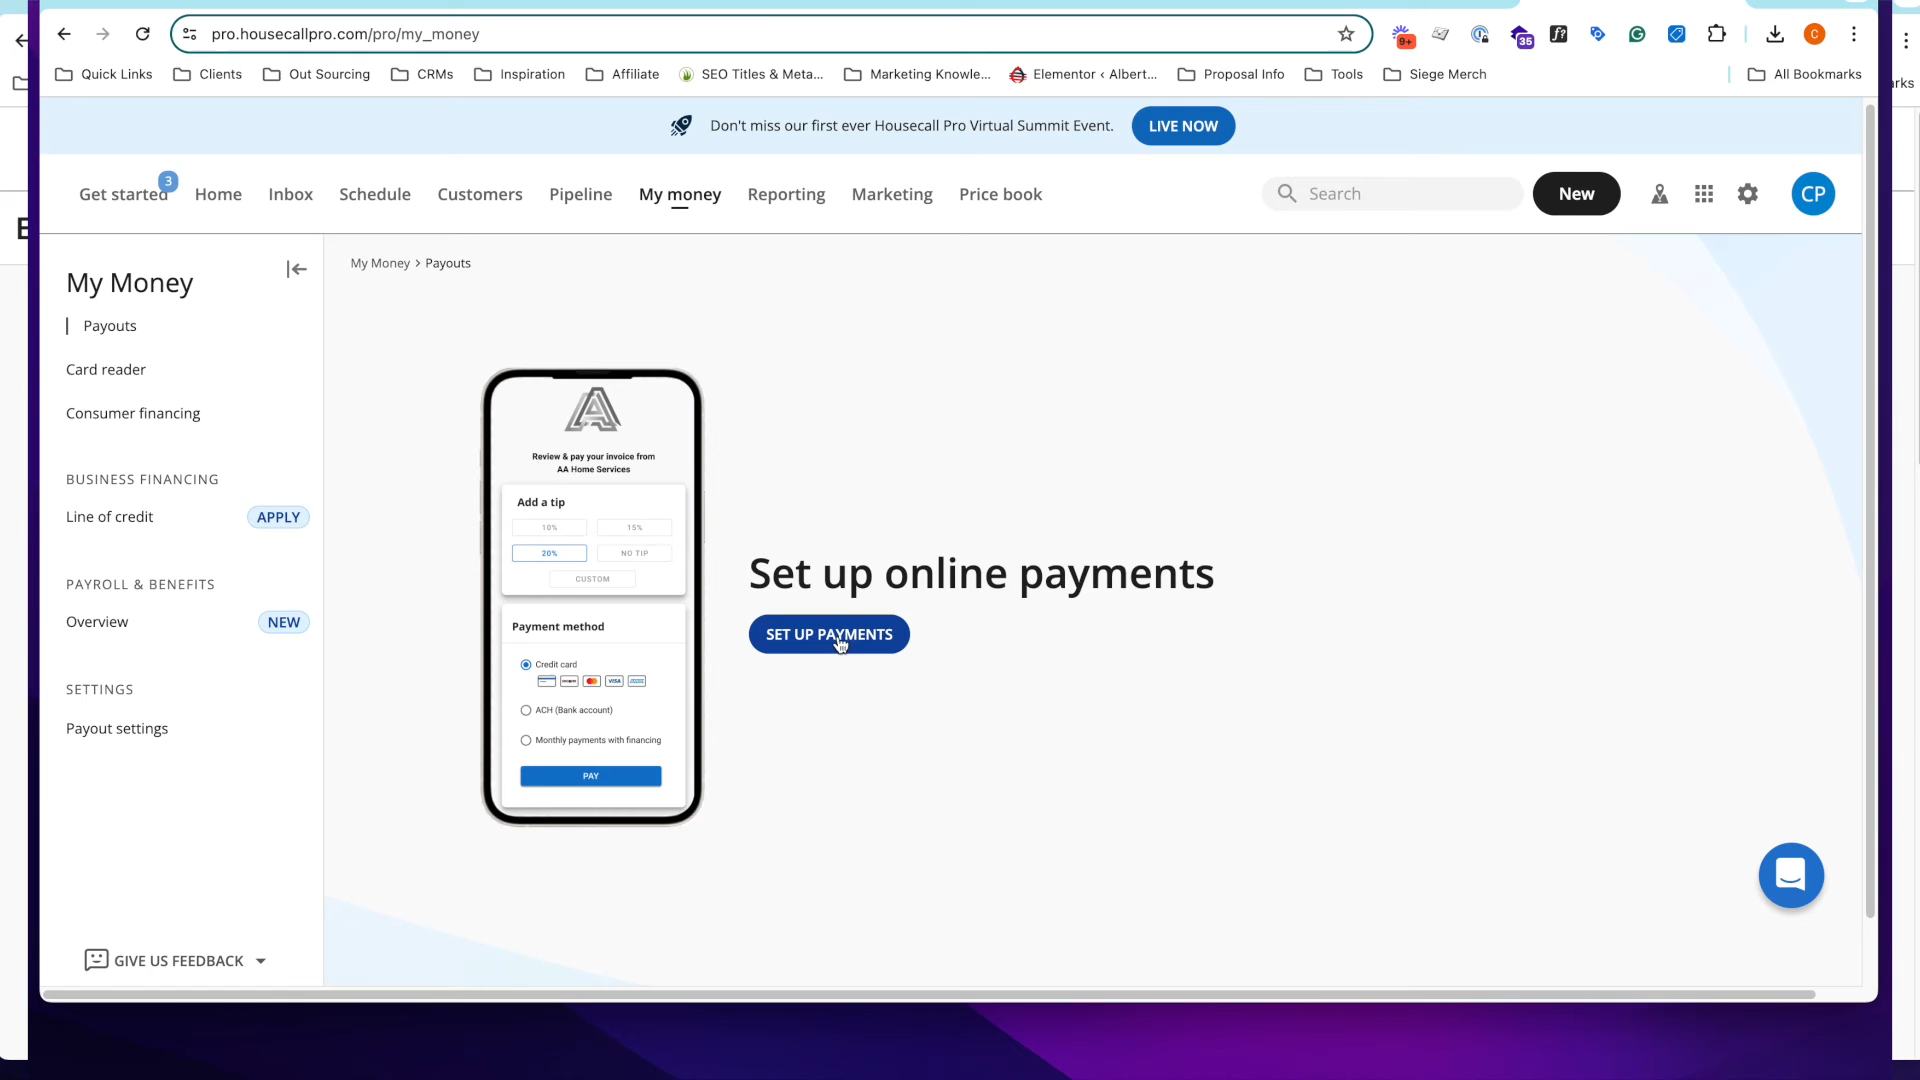 pro.housecallpro.com/pro/my_money
9+
35
f?
C
Quick Links
Clients
Out Sourcing
CRMs
Inspiration
Affiliate
SEO Titles & Meta...
Marketing Knowle...
Elementor ‹ Albert...
Proposal Info
Tools
Siege Merch
All Bookmarks
Don't miss our first ever Housecall Pro Virtual Summit Event.
LIVE NOW
Get started
3
Home
Inbox
Schedule
Customers
Pipeline
My money
Reporting
Marketing
Price book
Search
New
CP
My Money
Payouts
Card reader
Consumer financing
BUSINESS FINANCING
Line of credit
APPLY
PAYROLL & BENEFITS
Overview
NEW
SETTINGS
Payout settings
GIVE US FEEDBACK
My Money > Payouts
Review & pay your invoice from
AA Home Services
Add a tip
10%
15%
20%
NO TIP
CUSTOM
Payment method
Credit card
VISA
ACH (Bank account)
Monthly payments with financing
PAY
Set up online payments
SET UP PAYMENTS